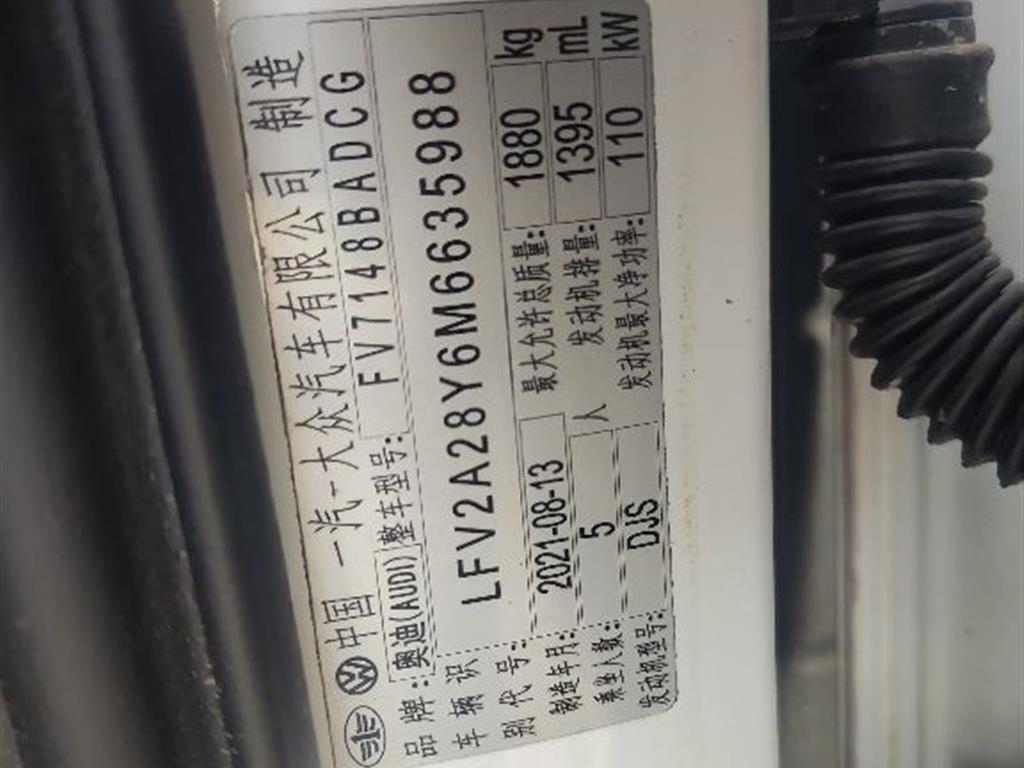 中国 一汽-大众汽车有限公司 制造
品牌: 奥迪(AUDI) 整车型号: FV7148BADCG
车辆识别代号: LFV2A28Y6M6635988
制造年月: 2021-08-13 最大允许总质量: 1880 kg
乘坐人数: 5 人 发动机排量: 1395 mL
发动机型号: DJS 发动机最大净功率: 110 kW